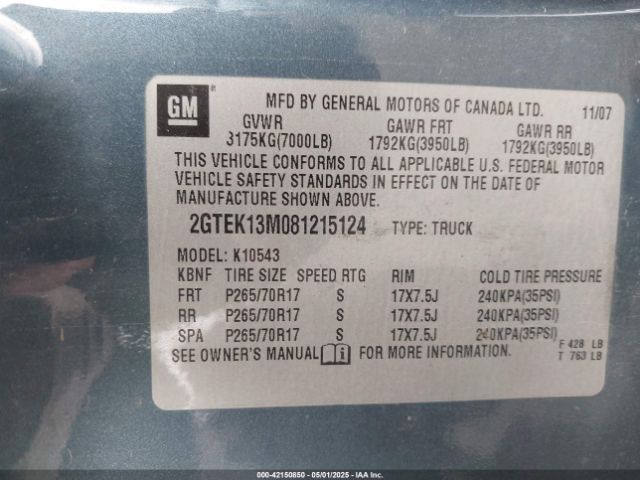 GM
MFD BY GENERAL MOTORS OF CANADA LTD. 11/07
GVWR GAWR FRT GAWR RR
3175KG(7000LB) 1792KG(3950LB) 1792KG(3950LB)
THIS VEHICLE CONFORMS TO ALL APPLICABLE U.S. FEDERAL MOTOR
VEHICLE SAFETY STANDARDS IN EFFECT ON THE DATE OF
MANUFACTURE SHOWN ABOVE.
2GTEK13M081215124 TYPE: TRUCK
MODEL: K10543
KBNF TIRE SIZE SPEED RTG RIM COLD TIRE PRESSURE
FRT P265/70R17 S 17X7.5J 240KPA(35PSI)
RR P265/70R17 S 17X7.5J 240KPA(35PSI)
SPA P265/70R17 S 17X7.5J 240KPA(35PSI)
SEE OWNER'S MANUAL i FOR MORE INFORMATION. F 428 LB
T 763 LB
000-42150850 - 05/01/2025 - COPYRIGHT IAA